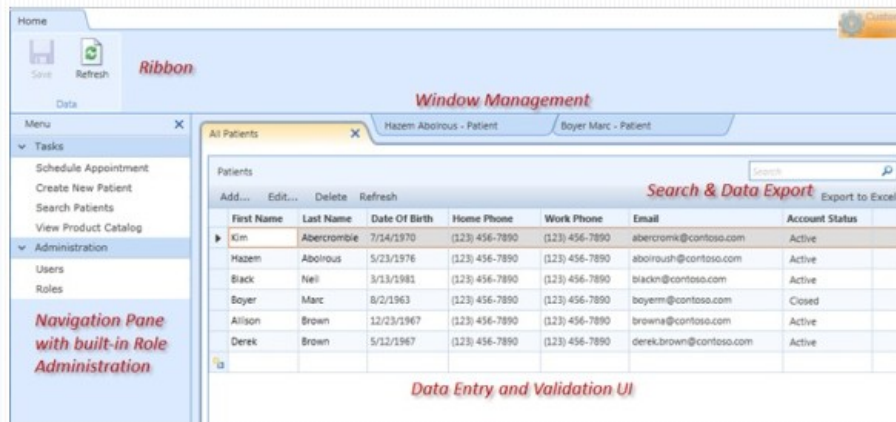 Home
Save
Refresh
Ribbon
Data
Window Management
Menu
All Patients
Hazem Abolrous - Patient
Boyer Marc - Patient
Tasks
Schedule Appointment
Create New Patient
Search Patients
View Product Catalog
Administration
Users
Roles
Navigation Pane
with built-in Role
Administration
Patients
Search
Add... Edit... Delete Refresh
Search & Data Export
Export to Excel
First Name Last Name Date Of Birth Home Phone Work Phone Email Account Status
Kim Abercrombie 7/14/1970 (123) 456-7890 (123) 456-7890 abercromk@contoso.com Active
Hazem Abolrous 5/23/1976 (123) 456-7890 (123) 456-7890 abolroush@contoso.com Active
Black Neil 3/13/1981 (123) 456-7890 (123) 456-7890 blackn@contoso.com Active
Boyer Marc 8/2/1963 (123) 456-7890 (123) 456-7890 boyerm@contoso.com Closed
Allison Brown 12/23/1967 (123) 456-7890 (123) 456-7890 browna@contoso.com Active
Derek Brown 5/12/1967 (123) 456-7890 (123) 456-7890 derek.brown@contoso.com Active
Data Entry and Validation UI